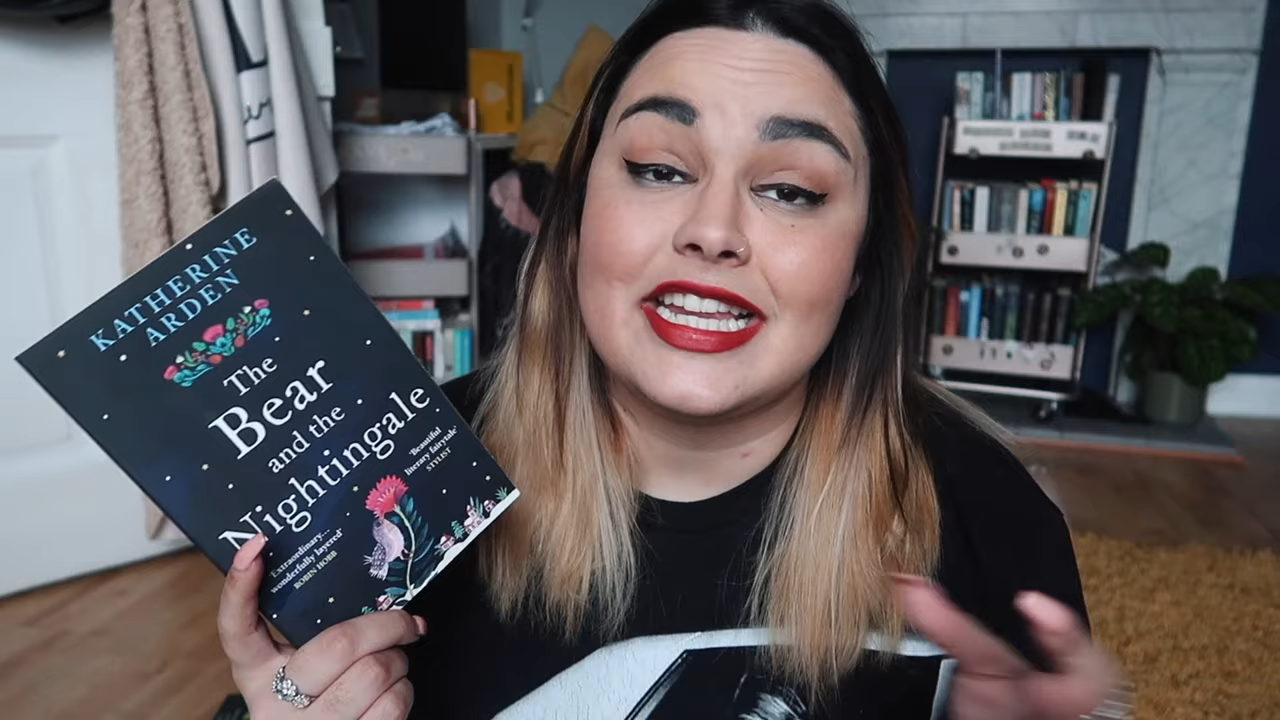 KATHERINE
ARDEN
The
Bear
and the
Nightingale
'Beautiful
literary fairytale'
STYLIST
'Extraordinary...
wonderfully layered'
ROBIN HOBB